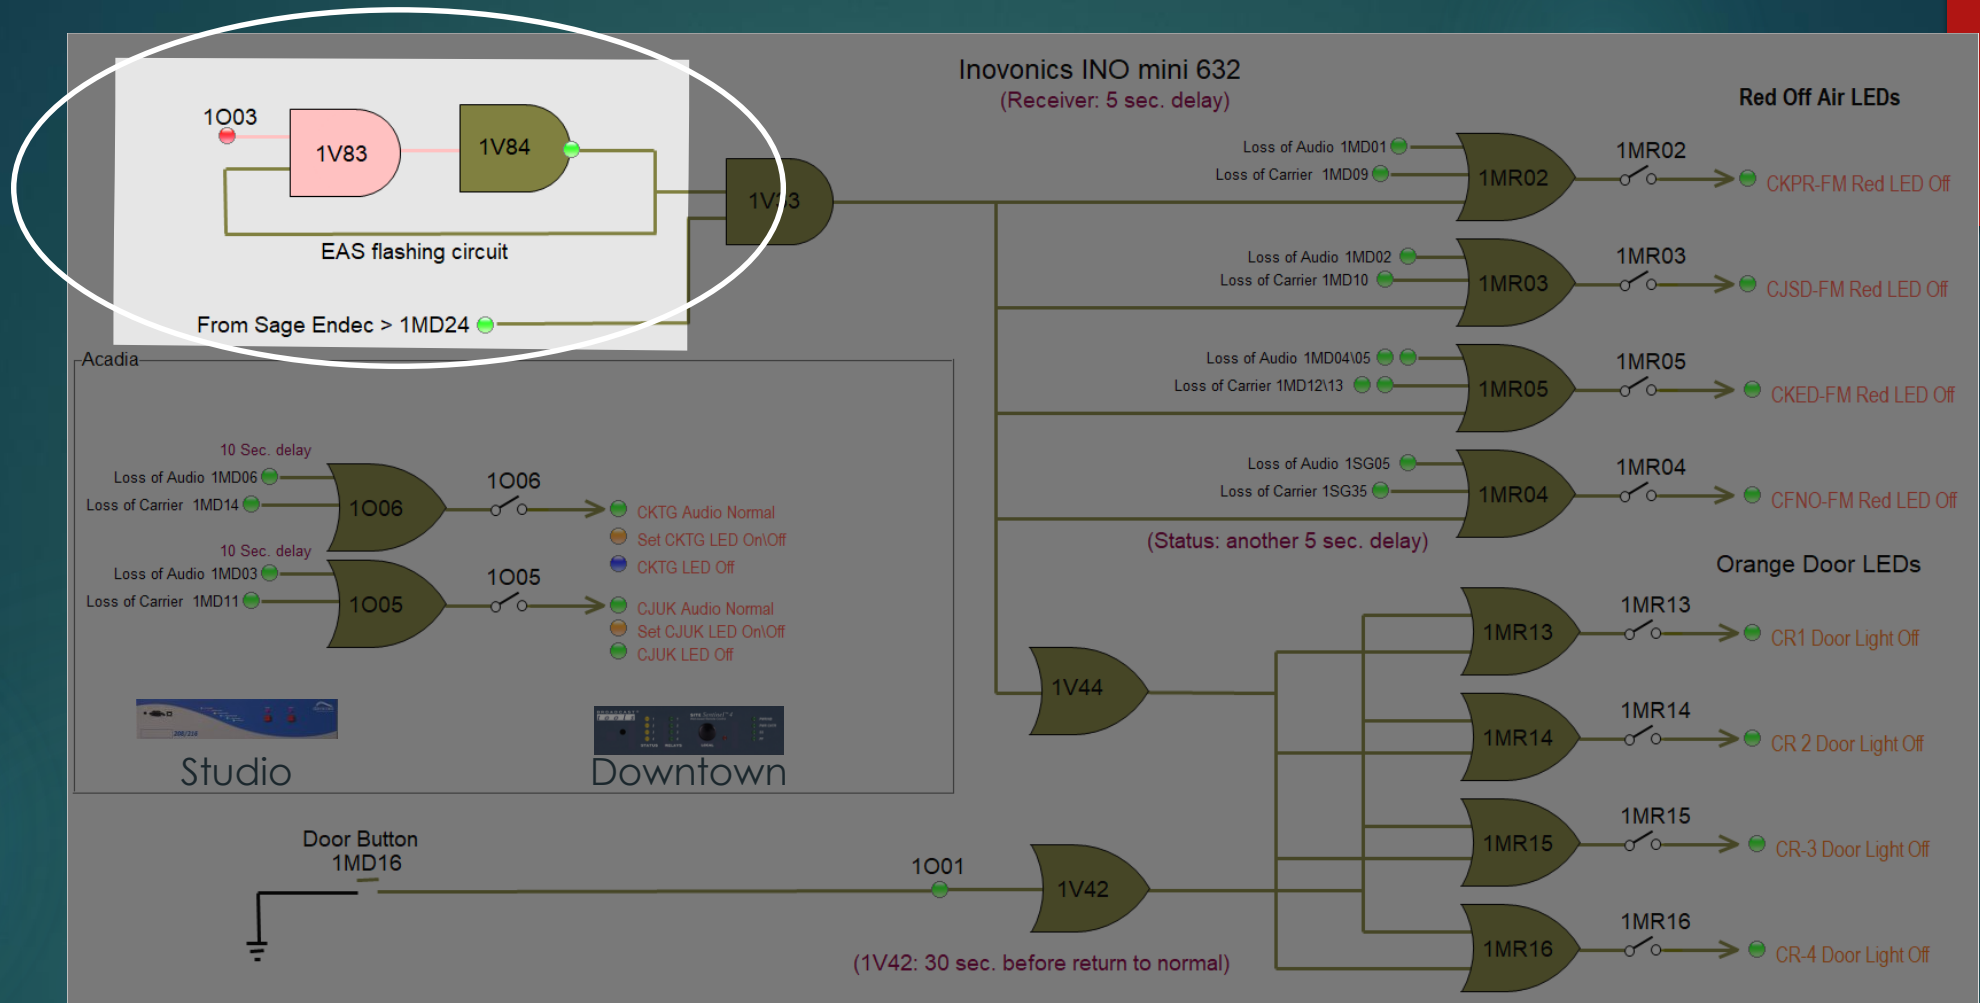 Inovonics INO mini 632
(Receiver: 5 sec. delay)
Red Off Air LEDs
1O03
1V83
1V84
EAS flashing circuit
From Sage Endec > 1MD24
1V33
Loss of Audio 1MD01
Loss of Carrier 1MD09
1MR02
1MR02
CKPR-FM Red LED Off
Loss of Audio 1MD02
Loss of Carrier 1MD10
1MR03
1MR03
CJSD-FM Red LED Off
Loss of Audio 1MD04\05
Loss of Carrier 1MD12\13
1MR05
1MR05
CKED-FM Red LED Off
Loss of Audio 1SG05
Loss of Carrier 1SG35
1MR04
1MR04
CFNO-FM Red LED Off
(Status: another 5 sec. delay)
Acadia
10 Sec. delay
Loss of Audio 1MD06
Loss of Carrier 1MD14
1O06
1O06
CKTG Audio Normal
Set CKTG LED On\Off
CKTG LED Off
10 Sec. delay
Loss of Audio 1MD03
Loss of Carrier 1MD11
1O05
1O05
CJUK Audio Normal
Set CJUK LED On\Off
CJUK LED Off
Studio
Downtown
Orange Door LEDs
1V44
1MR13
1MR13
CR1 Door Light Off
1MR14
1MR14
CR 2 Door Light Off
1MR15
1MR15
CR-3 Door Light Off
1MR16
1MR16
CR-4 Door Light Off
Door Button
1MD16
1O01
1V42
(1V42: 30 sec. before return to normal)